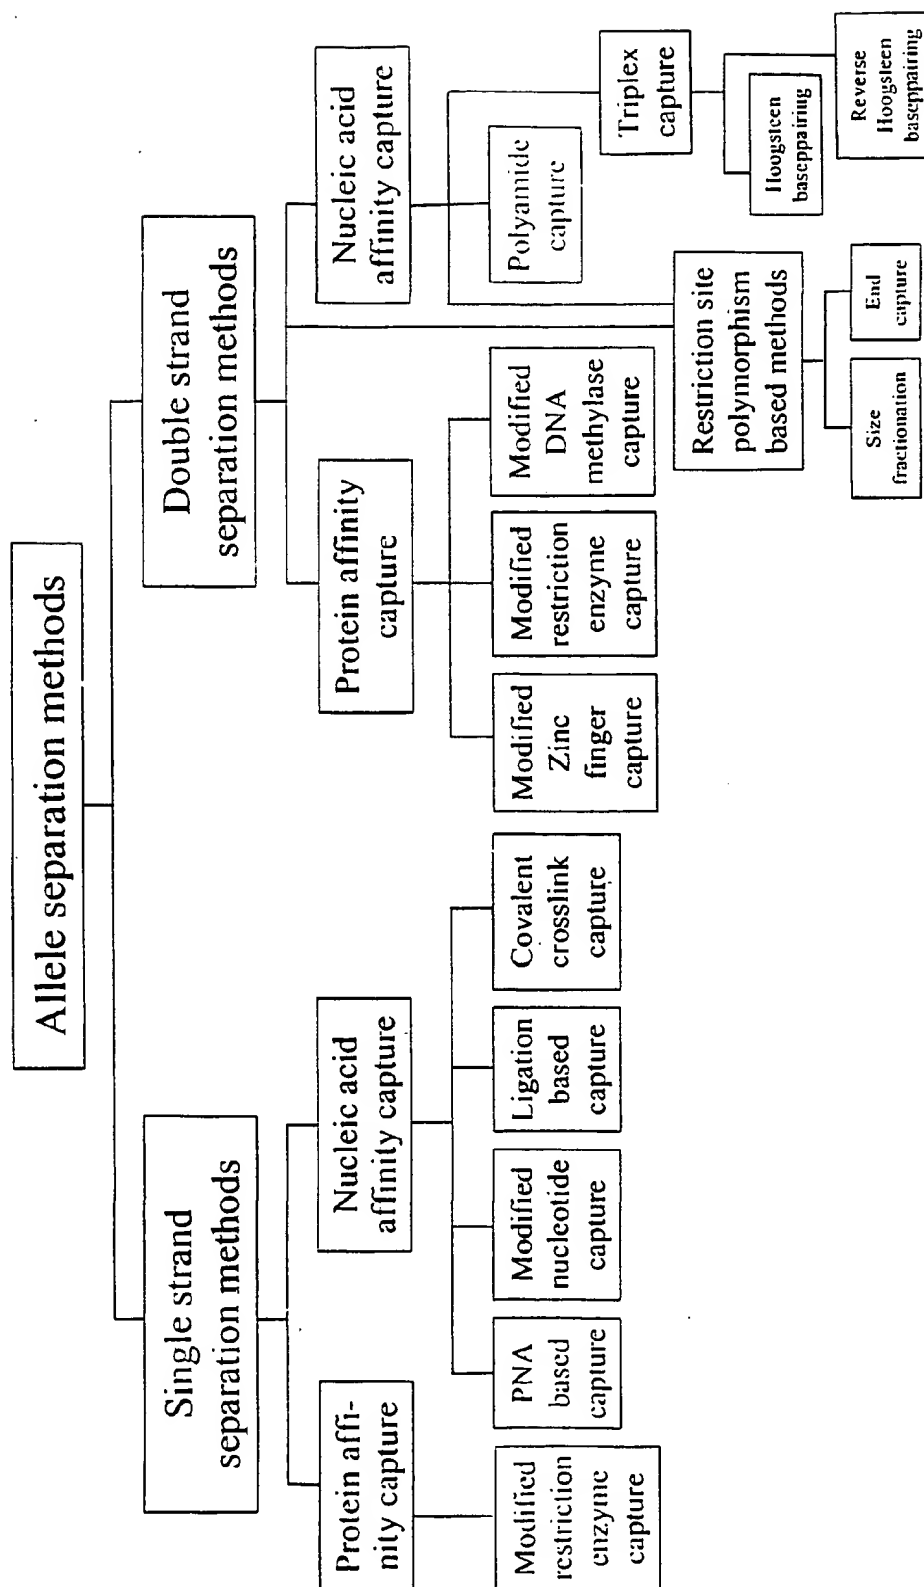 Allele separation methods
Single strand
separation methods
Double strand
separation methods
Protein affi-
nity capture
Nucleic acid
affinity capture
Protein affinity
capture
Nucleic acid
affinity capture
Modified
restriction
enzyme
capture
PNA
based
capture
Modified
nucleotide
capture
Ligation
based
capture
Covalent
crosslink
capture
Modified
Zinc
finger
capture
Modified
restriction
enzyme
capture
Modified
DNA
methylase
capture
Polyamide
capture
Triplex
capture
Restriction site
polymorphism
based methods
Hoogsteen
baseppairing
Reverse
Hoogsleen
baseppairing
Size
fractionation
End
capture